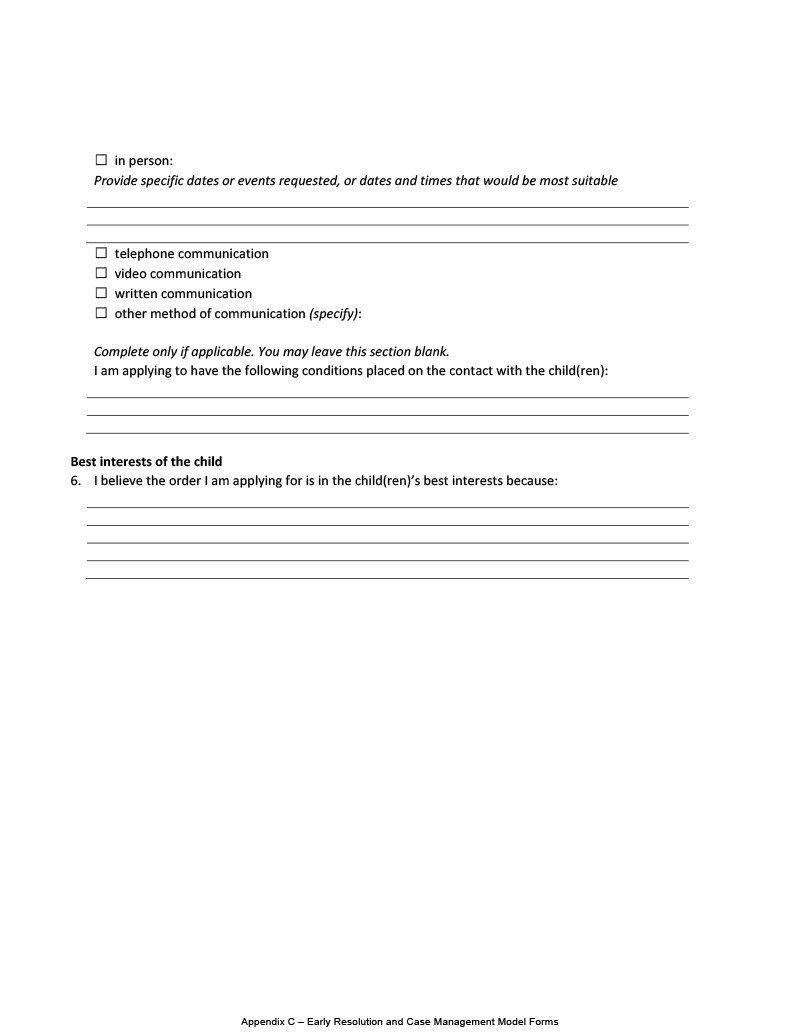 ☐ in person:
Provide specific dates or events requested, or dates and times that would be most suitable
☐ telephone communication
☐ video communication
☐ written communication
☐ other method of communication (specify):
Complete only if applicable. You may leave this section blank.
I am applying to have the following conditions placed on the contact with the child(ren):
Best interests of the child
6. I believe the order I am applying for is in the child(ren)’s best interests because:
Appendix C – Early Resolution and Case Management Model Forms